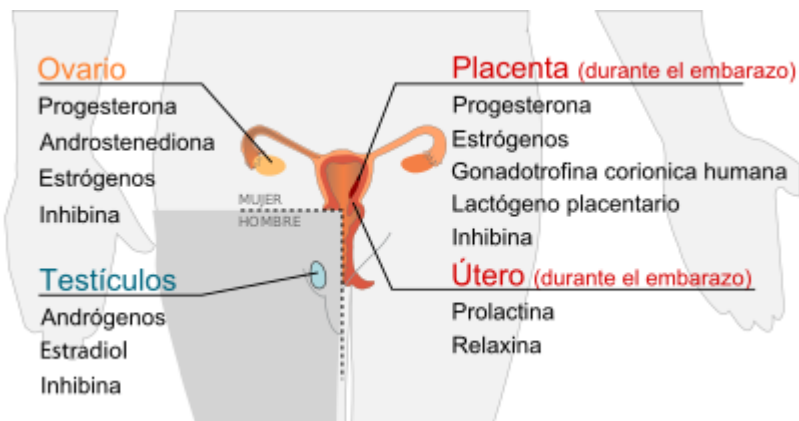 Ovario
Progesterona
Androstenediona
Estrógenos
Inhibina
Placenta (durante el embarazo)
Progesterona
Estrógenos
Gonadotrofina corionica humana
Lactógeno placentario
Inhibina
MUJER
HOMBRE
Testículos
Andrógenos
Estradiol
Inhibina
Útero (durante el embarazo)
Prolactina
Relaxina